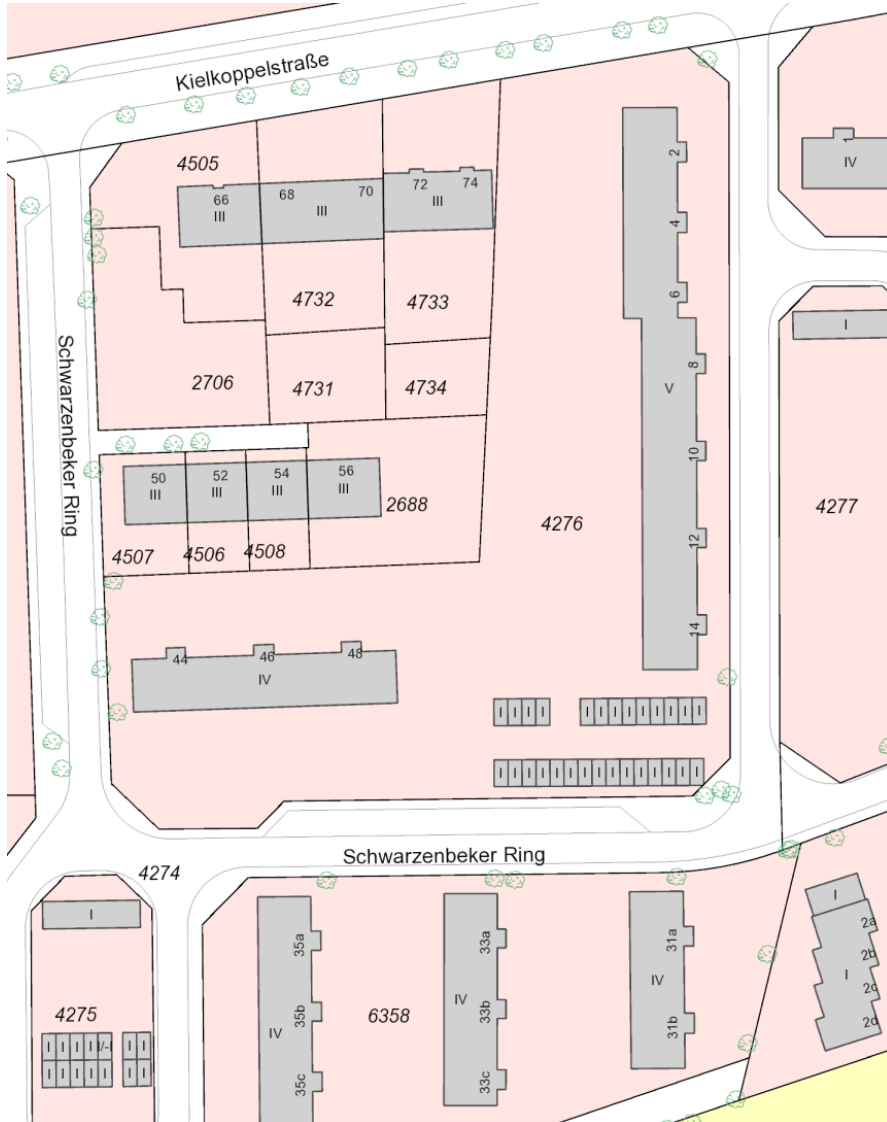 Kielkoppelstraße
4505
66
III
68
70
III
72
74
III
2
4
6
8
10
12
14
V
1
IV
I
4732
4733
2706
4731
4734
Schwarzenbeker Ring
50
III
52
III
54
III
56
III
2688
4507
4506
4508
4276
4277
44
46
48
IV
I I I I
I I I I I I I I I
I I I I I I I I I I I I I I I
Schwarzenbeker Ring
4274
I
4275
I I I I I/-I
I I
I I I I I
I I
35a
35b
35c
IV
6358
33a
33b
33c
IV
31a
31b
IV
I
2a
2b
2c
2d
I